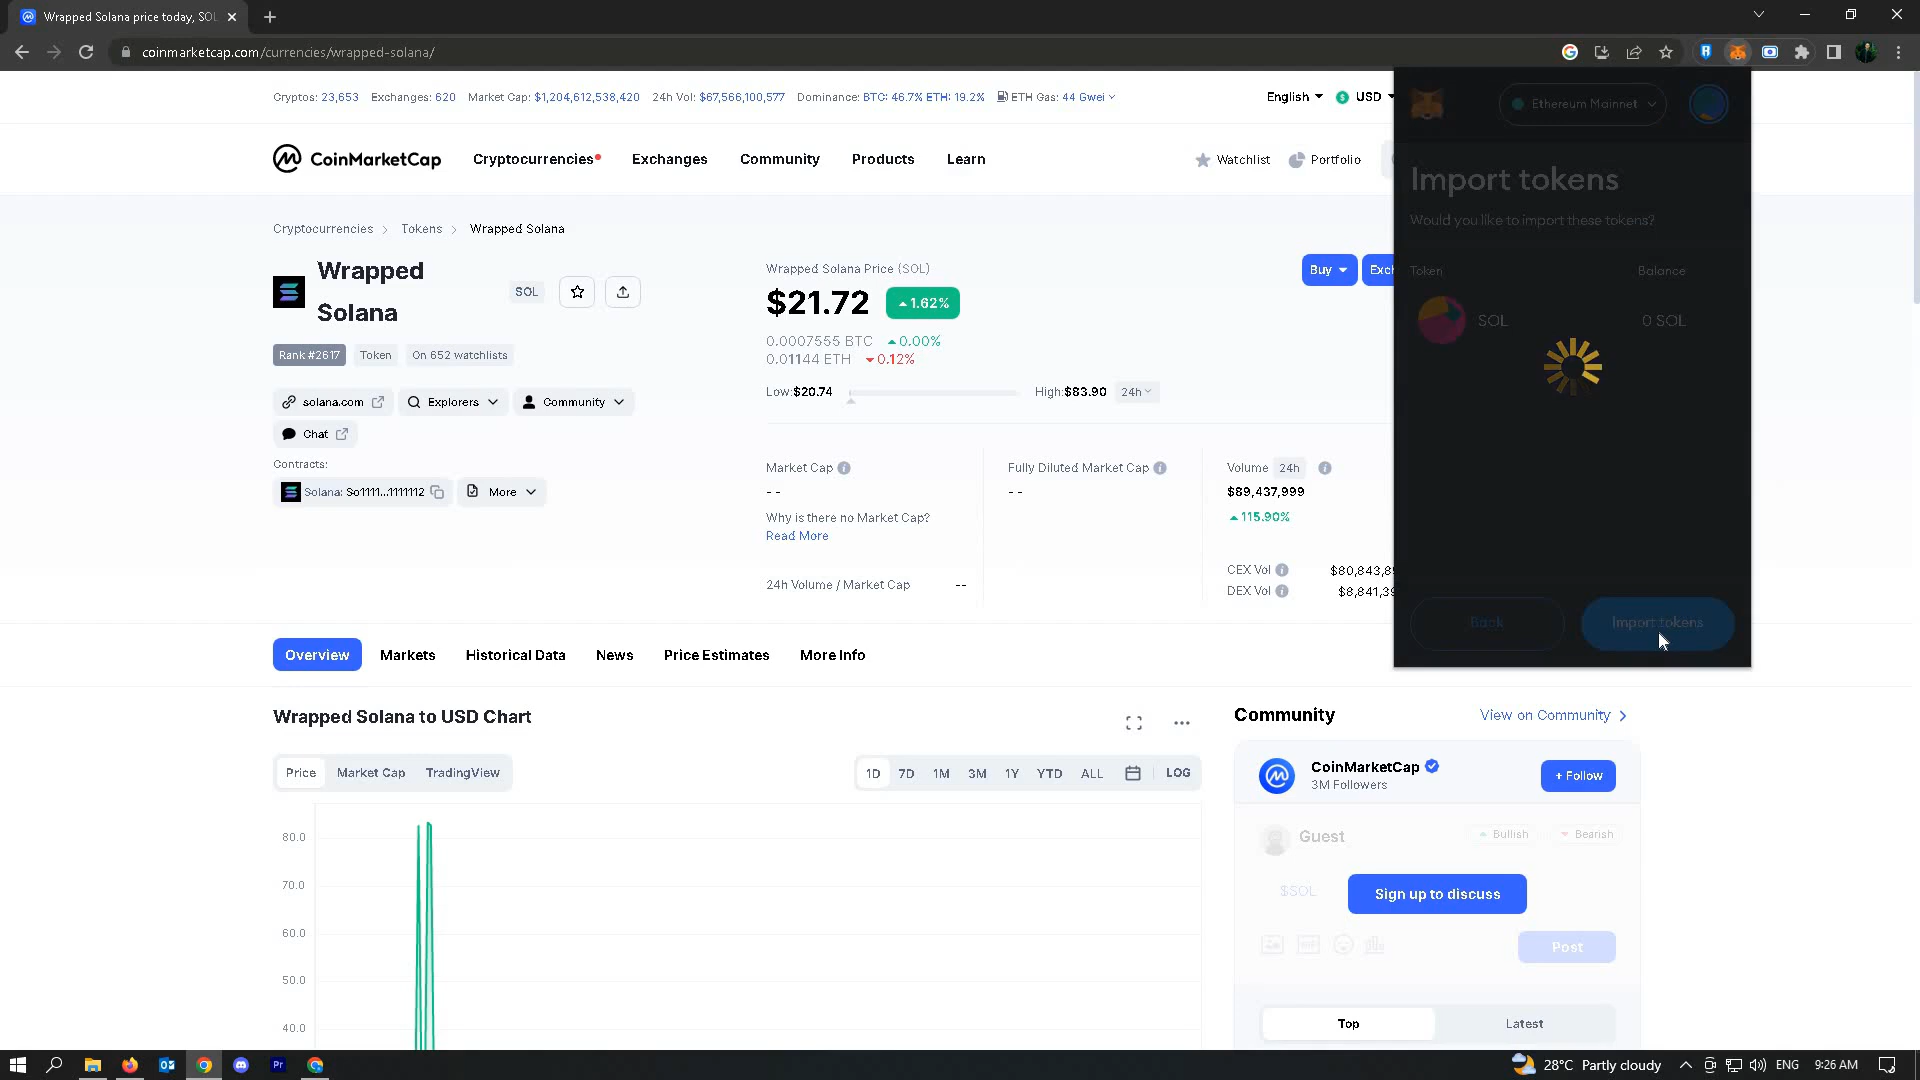 Wrapped Solana price today, SOL
coinmarketcap.com/currencies/wrapped-solana/
Cryptos: 23,653 Exchanges: 620 Market Cap: $1,204,612,538,420 24h Vol: $67,566,100,577 Dominance: BTC: 46.7% ETH: 19.2% ETH Gas: 44 Gwei
English USD
CoinMarketCap Cryptocurrencies Exchanges Community Products Learn
Watchlist Portfolio
Cryptocurrencies > Tokens > Wrapped Solana
Wrapped
Solana
SOL
Rank #2617 Token On 652 watchlists
solana.com Explorers Community
Chat
Contracts:
Solana: So1111...1111112 More
Wrapped Solana Price (SOL)
$21.72 1.62%
0.0007555 BTC 0.00%
0.01144 ETH 0.12%
Low:$20.74 High:$83.90 24h
Buy Exch
Market Cap
- -
Why is there no Market Cap?
Read More
24h Volume / Market Cap --
Fully Diluted Market Cap
- -
Volume 24h
$89,437,999
115.90%
CEX Vol $80,843,8
DEX Vol $8,841,39
Ethereum Mainnet
Import tokens
Would you like to import these tokens?
Token Balance
SOL 0 SOL
Back Import tokens
Overview Markets Historical Data News Price Estimates More Info
Wrapped Solana to USD Chart
Price Market Cap TradingView
1D 7D 1M 3M 1Y YTD ALL LOG
80.0
70.0
60.0
50.0
40.0
Community View on Community
CoinMarketCap
3M Followers
+ Follow
Guest Bullish Bearish
$SOL
Sign up to discuss
GIF
Post
Top Latest
Pr
28°C Partly cloudy ENG 9:26 AM